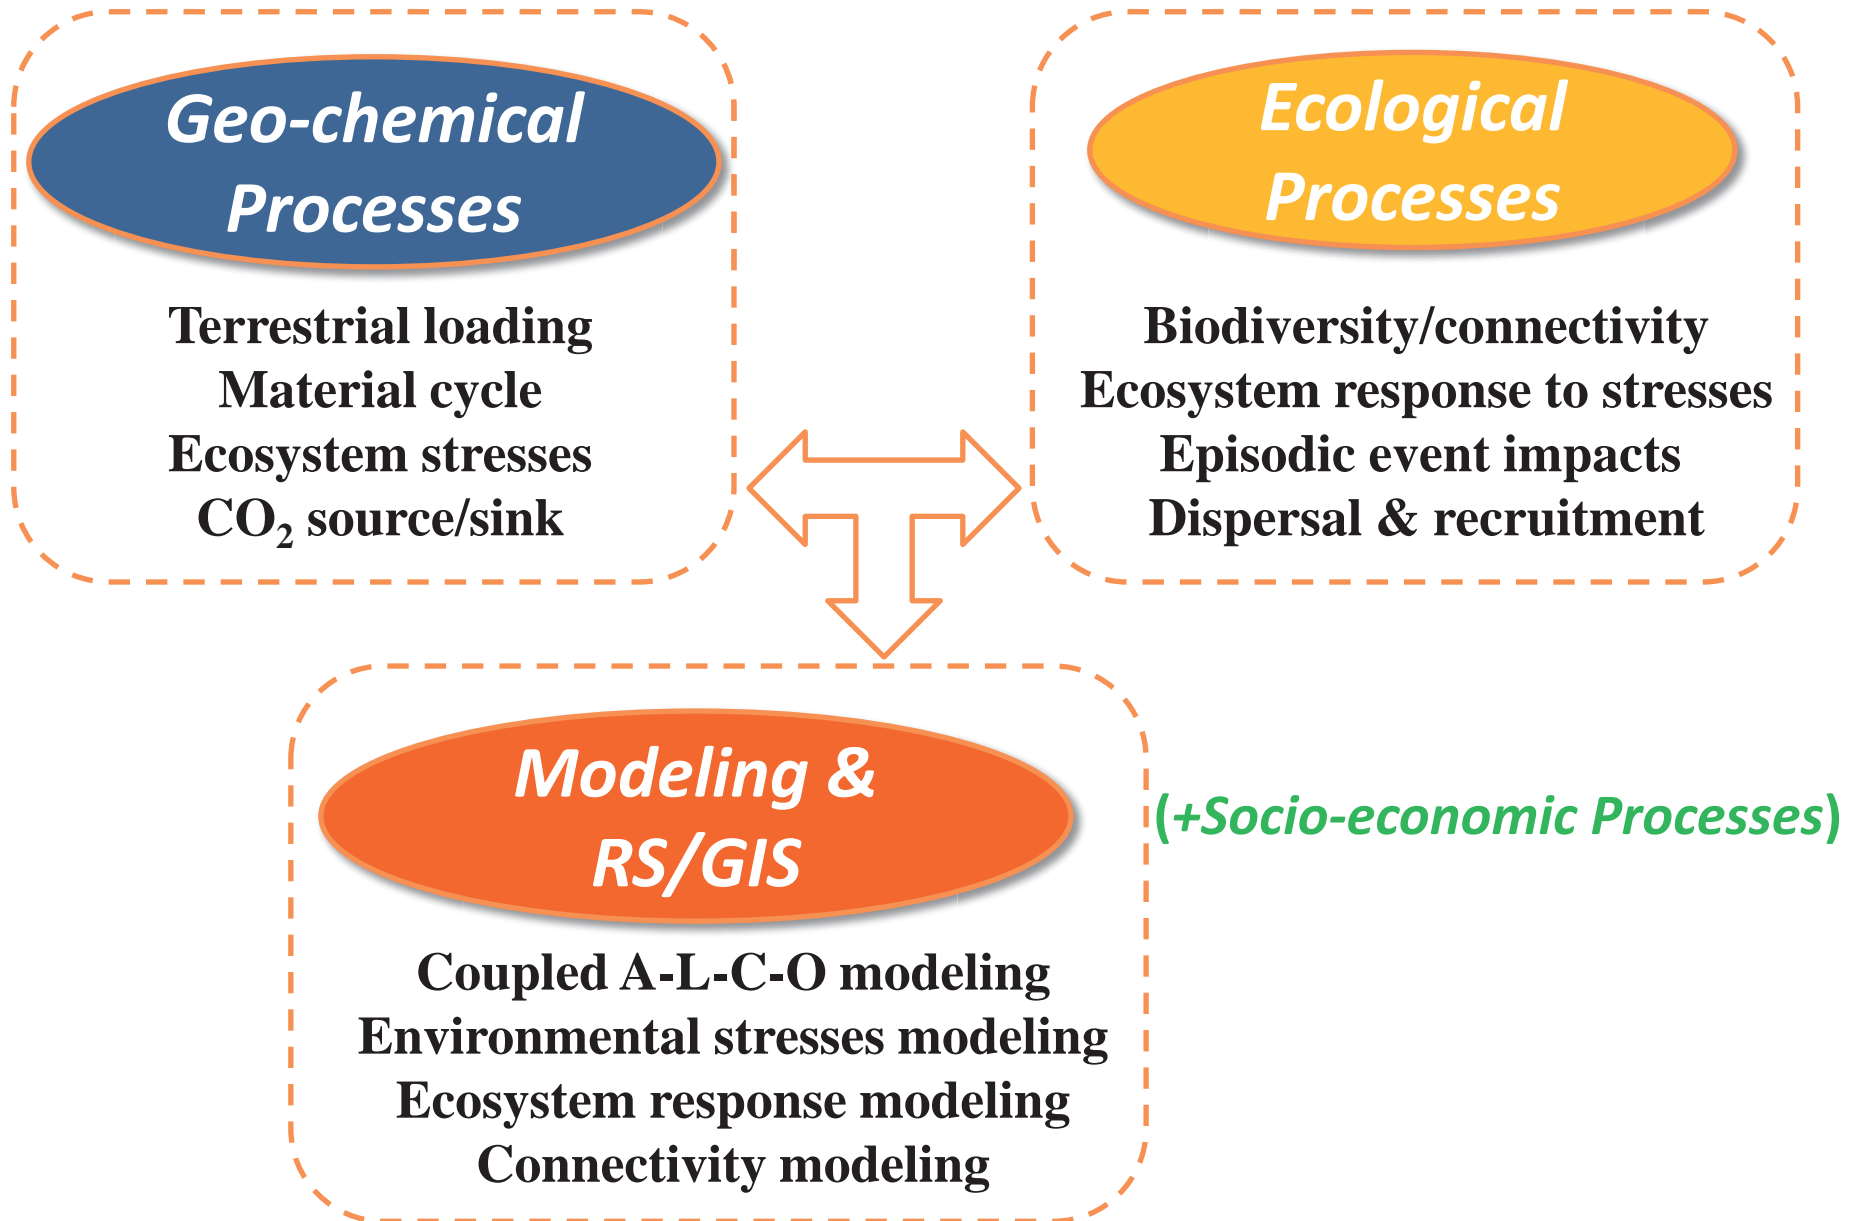 Geo-chemical
Processes
Terrestrial loading
Material cycle
Ecosystem stresses
CO₂ source/sink
Ecological
Processes
Biodiversity/connectivity
Ecosystem response to stresses
Episodic event impacts
Dispersal & recruitment
Modeling &
RS/GIS
Coupled A-L-C-O modeling
Environmental stresses modeling
Ecosystem response modeling
Connectivity modeling
(+Socio-economic Processes)